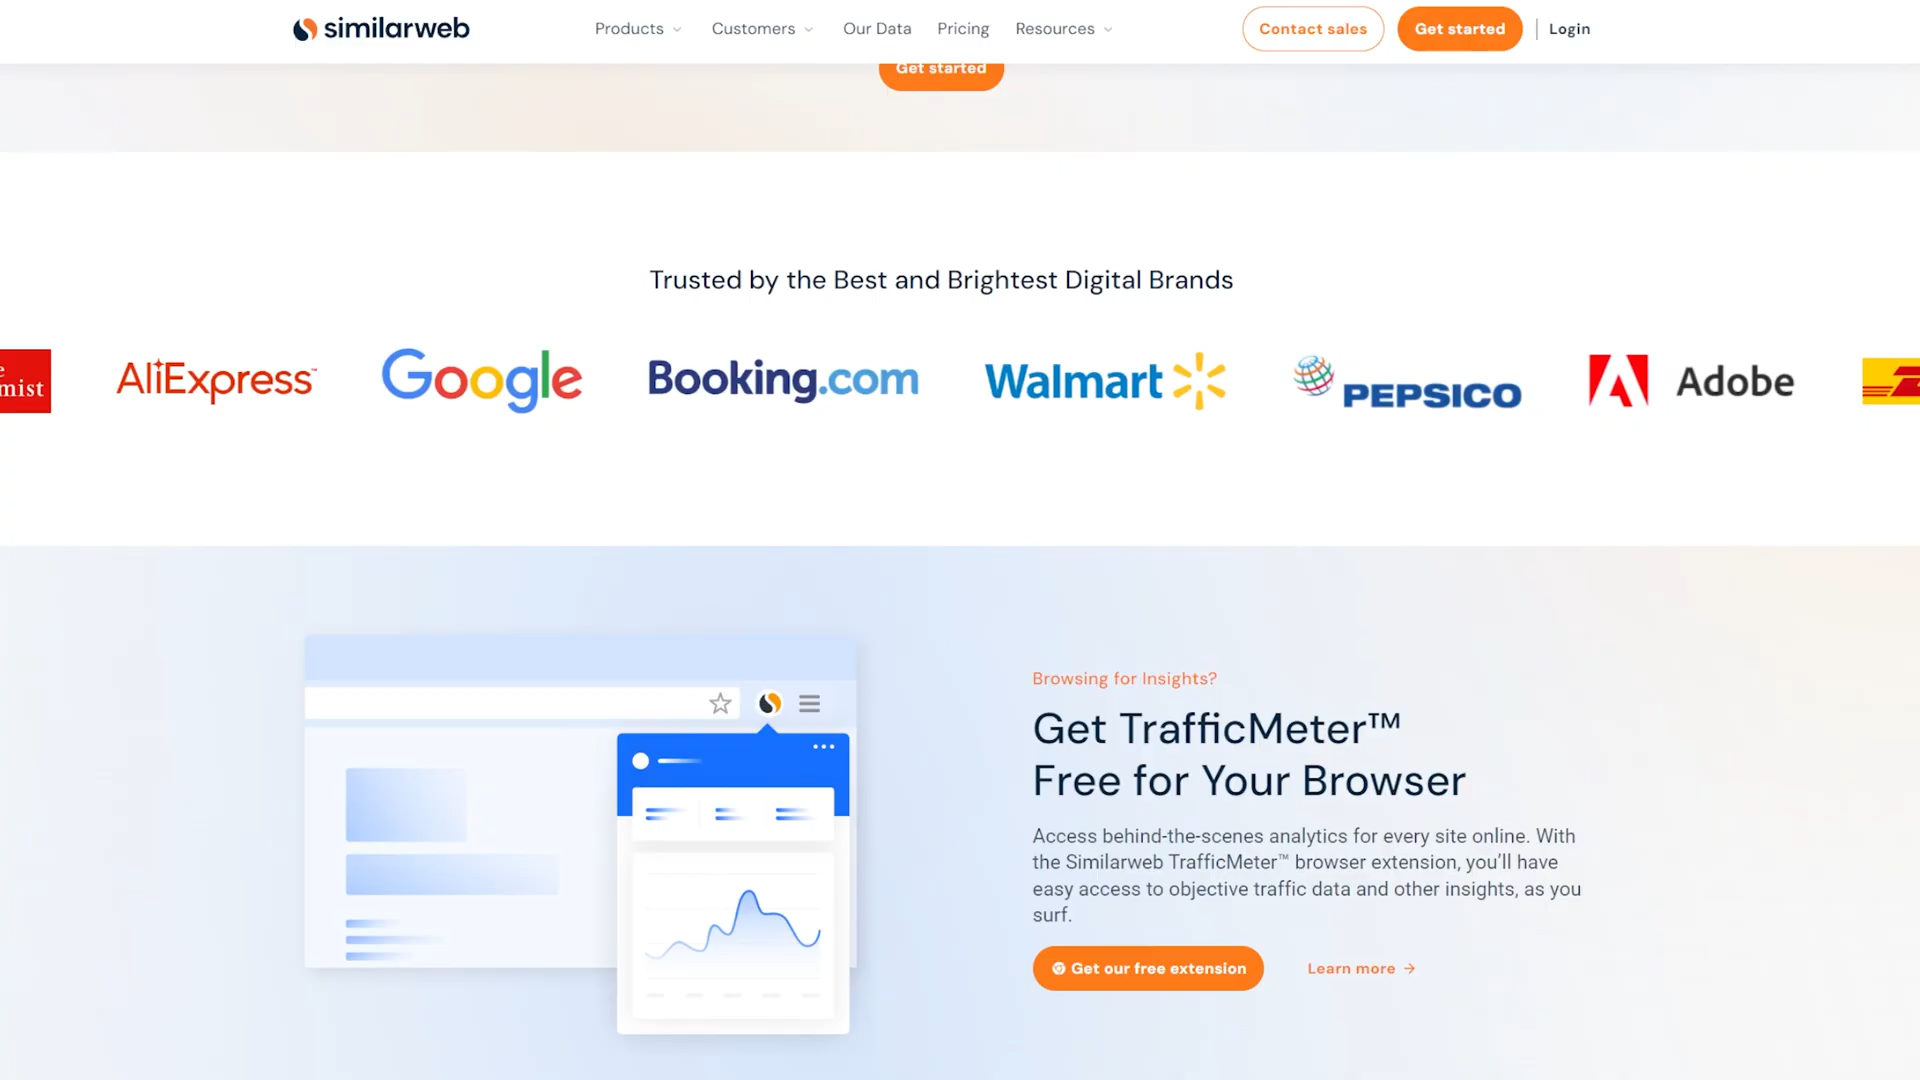 similarweb
Products
Customers
Our Data
Pricing
Resources
Contact sales
Get started
Login
Get started
Trusted by the Best and Brightest Digital Brands
mist
AliExpress™
Google
Booking.com
Walmart
PEPSICO
Adobe
Browsing for Insights?
Get TrafficMeter™
Free for Your Browser
Access behind-the-scenes analytics for every site online. With
the Similarweb TrafficMeter™ browser extension, you’ll have
easy access to objective traffic data and other insights, as you
surf.
Get our free extension
Learn more →